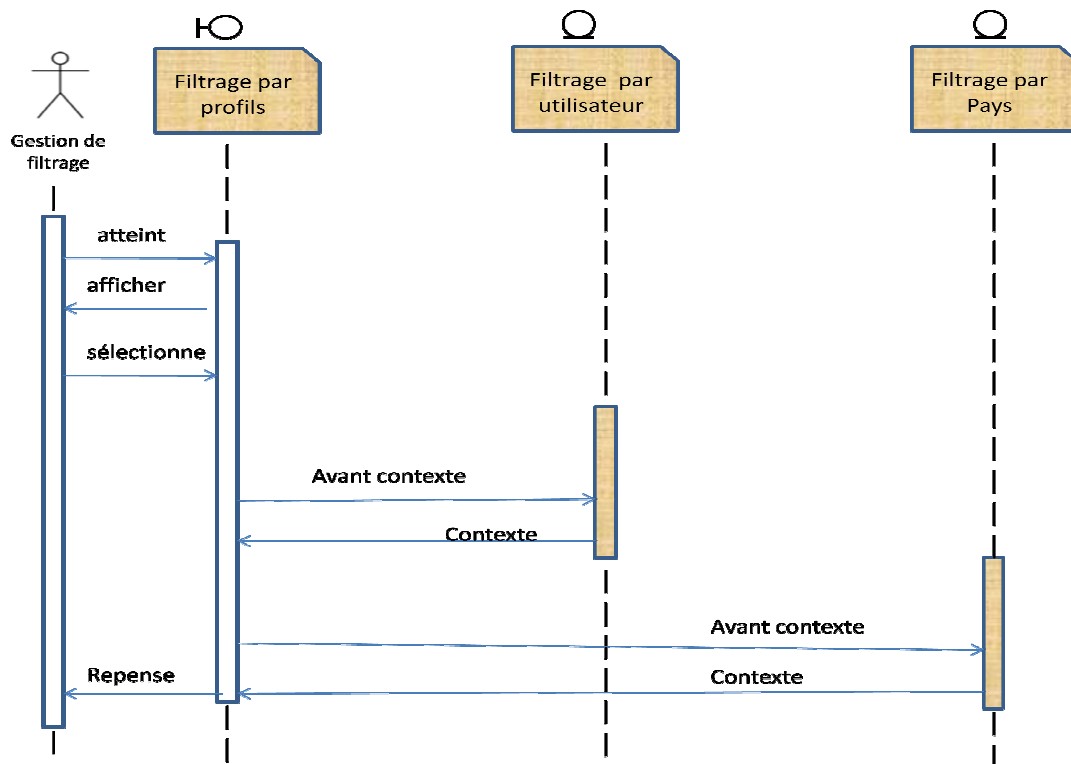 Filtrage par
profils
Filtrage par
utilisateur
Filtrage par
Pays
Gestion de
filtrage
atteint
afficher
sélectionne
Avant contexte
Contexte
Avant contexte
Repense
Contexte